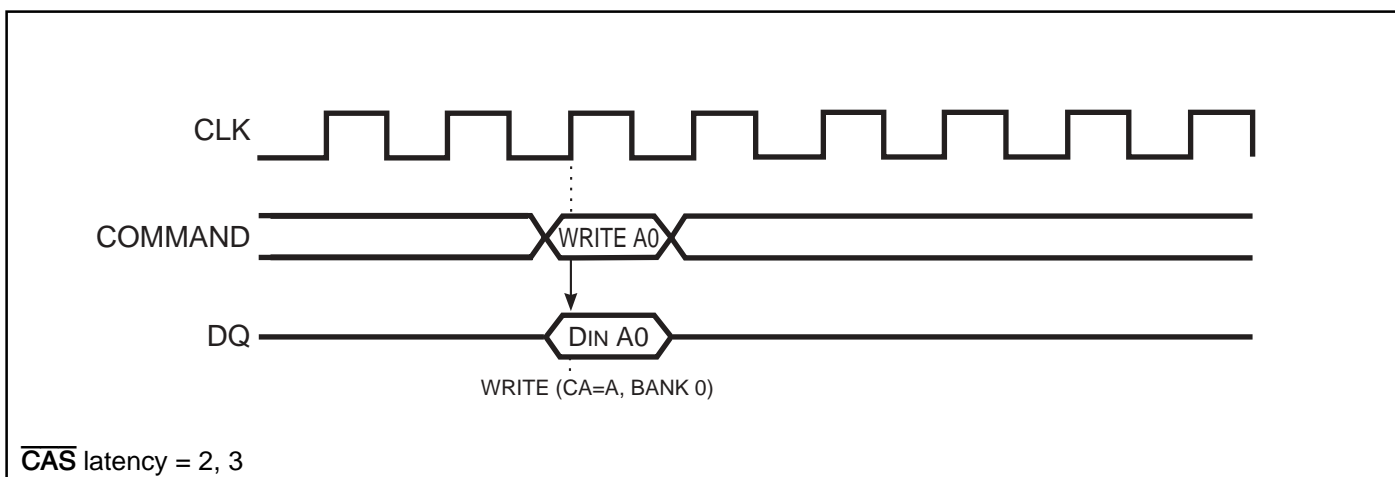 CLK
COMMAND
WRITE A0
DQ
DIN A0
WRITE (CA=A, BANK 0)
CAS latency = 2, 3